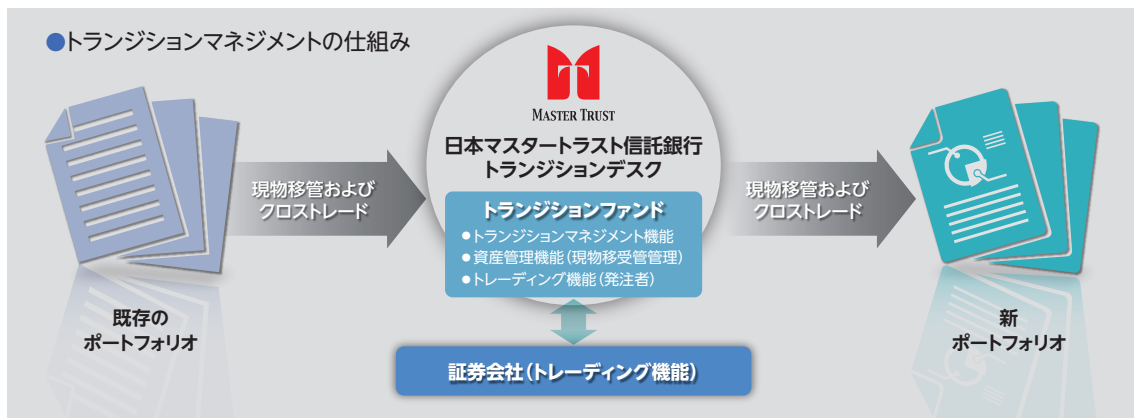 ●トランジションマネジメントの仕組み
MASTER TRUST
日本マスタートラスト信託銀行
トランジションデスク
現物移管および
クロストレード
トランジションファンド
●トランジションマネジメント機能
●資産管理機能(現物移受管管理)
●トレーディング機能(発注者)
現物移管および
クロストレード
既存の
ポートフォリオ
新
ポートフォリオ
証券会社(トレーディング機能)